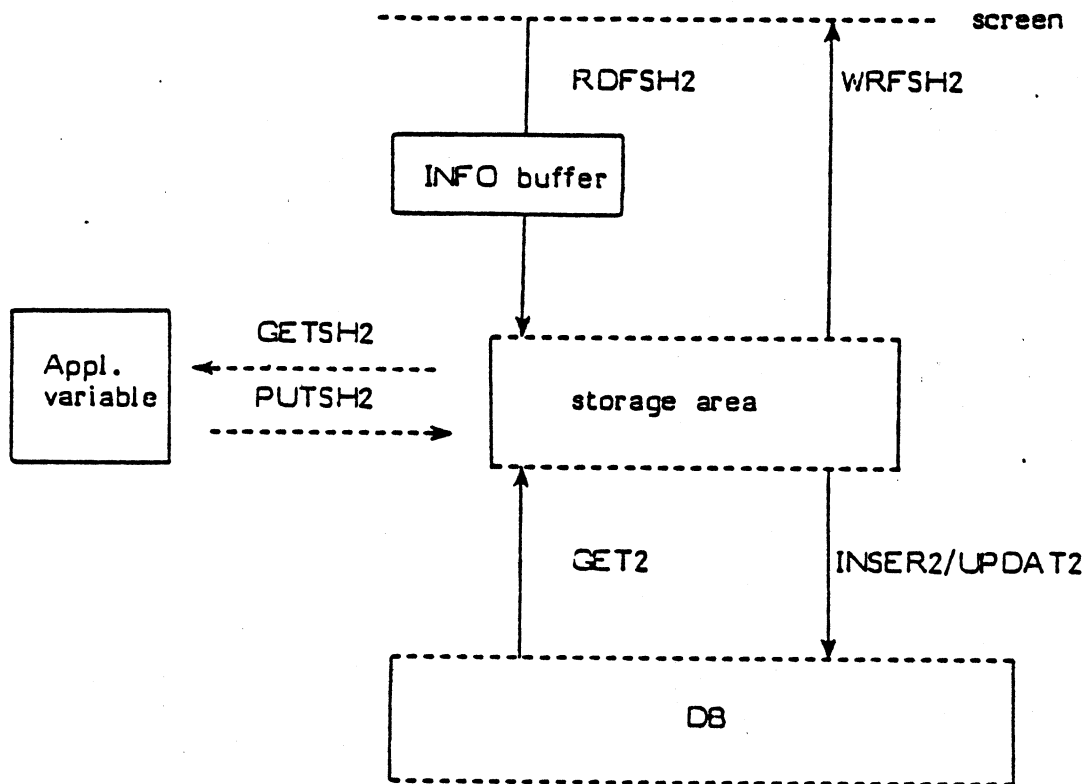 screen
RDFSH2
WRFSH2
INFO buffer
GETSH2
Appl.
variable
PUTSH2
storage area
GET2
INSER2/UPDAT2
DB